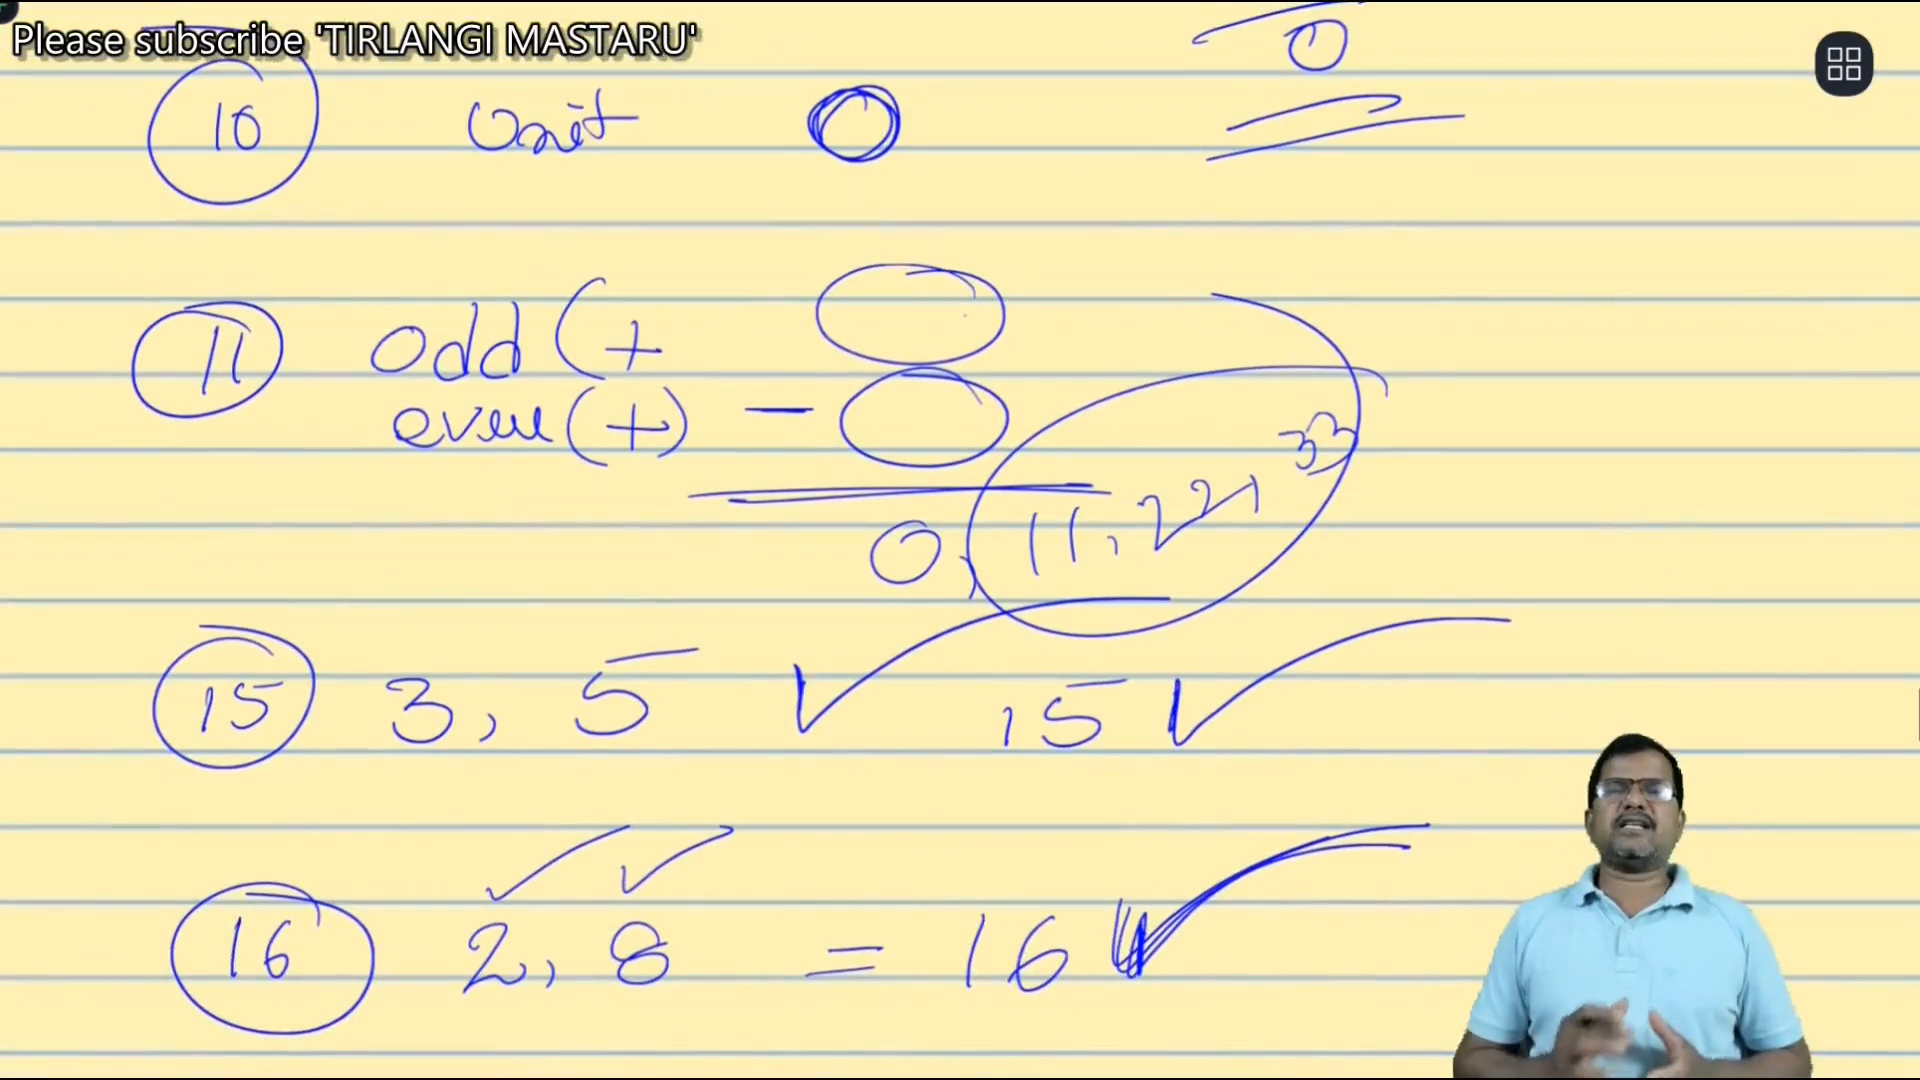 Please subscribe 'TIRLANGI MASTARU'
0
10 Unit 0
11 odd (+
even (+) —
0, 11, 22, 33
15 3, 5 ✓ 15 ✓
✓ ✓
16 2, 8 = 16 ✓